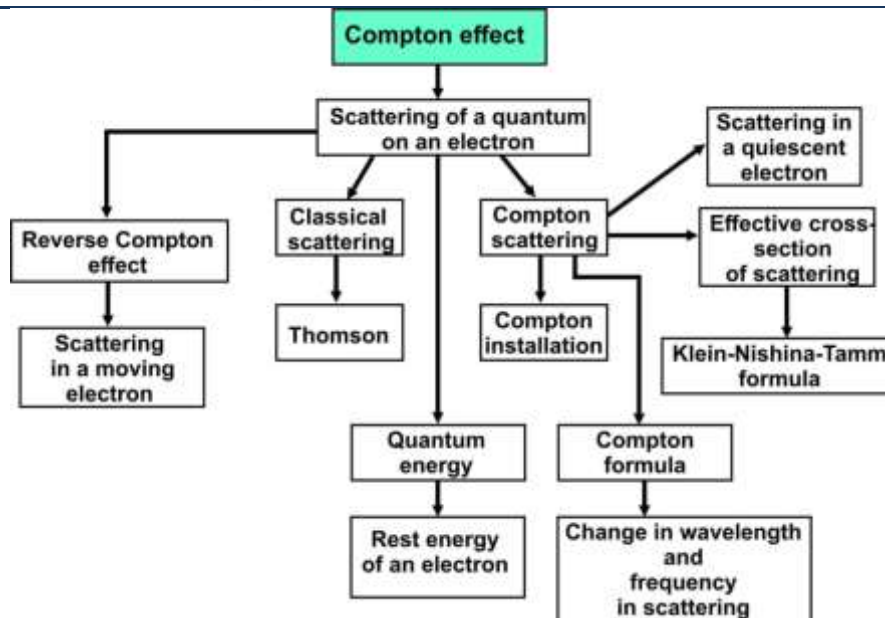 Compton effect
Scattering of a quantum
on an electron
Scattering in
a quiescent
electron
Reverse Compton
effect
Classical
scattering
Compton
scattering
Effective cross-
section
of scattering
Scattering
in a moving
electron
Thomson
Compton
installation
Klein-Nishina-Tamm
formula
Quantum
energy
Compton
formula
Rest energy
of an electron
Change in wavelength
and
frequency
in scattering